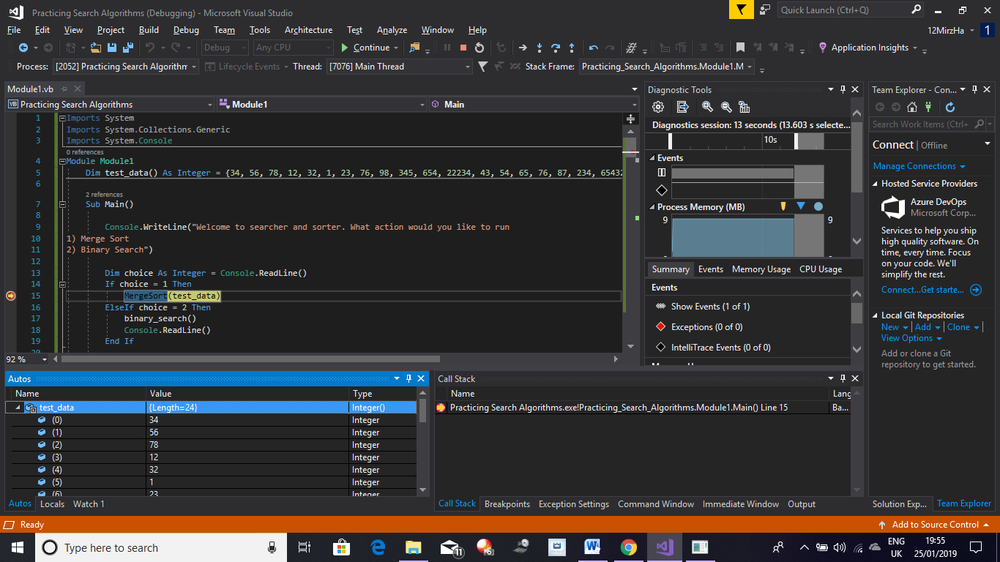 Practicing Search Algorithms (Debugging) - Microsoft Visual Studio
Quick Launch (Ctrl+Q)
File Edit View Project Build Debug Team Tools Architecture Test Analyze Window Help
12MirzHa 1
Debug Any CPU Continue Application Insights
Process: [2052] Practicing Search Algorithm Lifecycle Events Thread: [7076] Main Thread Stack Frame: Practicing_Search_Algorithms.Module1.M
Module1.vb
VB Practicing Search Algorithms Module1 Main
1 Imports System
2 Imports System.Collections.Generic
3 Imports System.Console
0 references
4 Module Module1
5 Dim test_data() As Integer = {34, 56, 78, 12, 32, 1, 23, 76, 98, 345, 654, 22234, 43, 54, 65, 76, 87, 234, 65432
6
2 references
7 Sub Main()
8
9 Console.WriteLine("Welcome to searcher and sorter. What action would you like to run
10 1) Merge Sort
11 2) Binary Search")
12
13 Dim choice As Integer = Console.ReadLine()
14 If choice = 1 Then
15 MergeSort(test_data)
16 ElseIf choice = 2 Then
17 binary_search()
18 Console.ReadLine()
19 End If
92 %
Diagnostic Tools
Diagnostics session: 13 seconds (13.603 s selecte...
10s
Events
Process Memory (MB)
9 9
Summary Events Memory Usage CPU Usage
Events
Show Events (1 of 1)
Exceptions (0 of 0)
IntelliTrace Events (0 of 0)
Team Explorer - Con...
Search Work Items (Ctrl+
Connect | Offline
Manage Connections
Hosted Service Providers
Azure DevOps
Microsoft Corp...
Services to help you ship
high quality software. On
time, every time. Focus
on your code. We'll
simplify the rest.
Connect...Get starte...
Local Git Repositories
New | Add | Clone |
View Options
Add or clone a Git
repository to get started.
Solution Exp... Team Explorer
Autos
Name Value Type
test_data {Length=24} Integer()
(0) 34 Integer
(1) 56 Integer
(2) 78 Integer
(3) 12 Integer
(4) 32 Integer
(5) 1 Integer
(6) 23 Integer
Autos Locals Watch 1
Call Stack
Name Lang
Practicing Search Algorithms.exe!Practicing_Search_Algorithms.Module1.Main() Line 15 Ba...
Call Stack Breakpoints Exception Settings Command Window Immediate Window Output
Ready
Add to Source Control
Type here to search
11
ENG
UK
19:55
25/01/2019